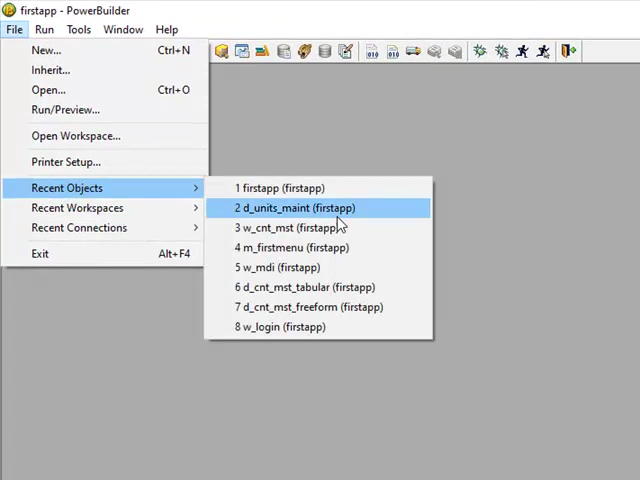 firstapp - PowerBuilder
File Run Tools Window Help
New... Ctrl+N
Inherit...
Open... Ctrl+O
Run/Preview...
Open Workspace...
Printer Setup...
Recent Objects >
Recent Workspaces >
Recent Connections >
Exit Alt+F4
1 firstapp (firstapp)
2 d_units_maint (firstapp)
3 w_cnt_mst (firstapp)
4 m_firstmenu (firstapp)
5 w_mdi (firstapp)
6 d_cnt_mst_tabular (firstapp)
7 d_cnt_mst_freeform (firstapp)
8 w_login (firstapp)